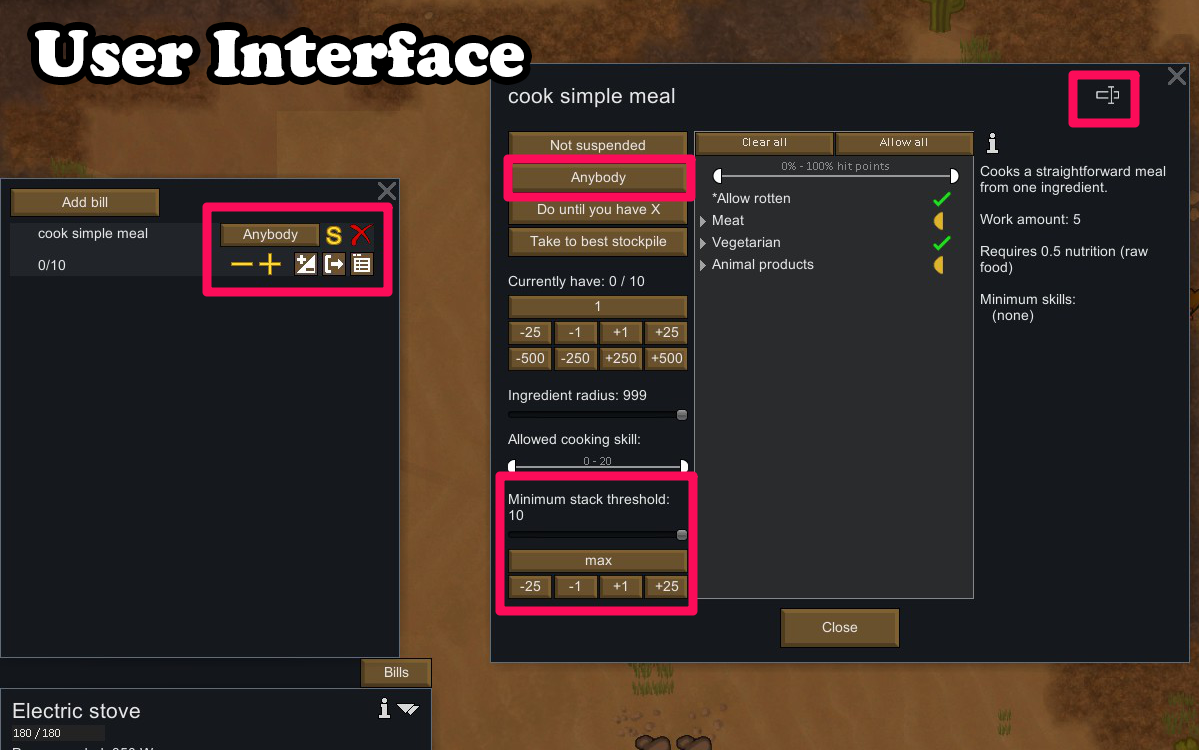 User Interface
Add bill
cook simple meal
Anybody
S
0/10
Bills
Electric stove
180 / 180
cook simple meal
Not suspended
Anybody
Do until you have X
Take to best stockpile
Currently have: 0 / 10
1
-25 -1 +1 +25
-500 -250 +250 +500
Ingredient radius: 999
Allowed cooking skill:
0 - 20
Minimum stack threshold:
10
max
-25 -1 +1 +25
Clear all
Allow all
0% - 100% hit points
*Allow rotten
Meat
Vegetarian
Animal products
Cooks a straightforward meal
from one ingredient.
Work amount: 5
Requires 0.5 nutrition (raw
food)
Minimum skills:
(none)
Close